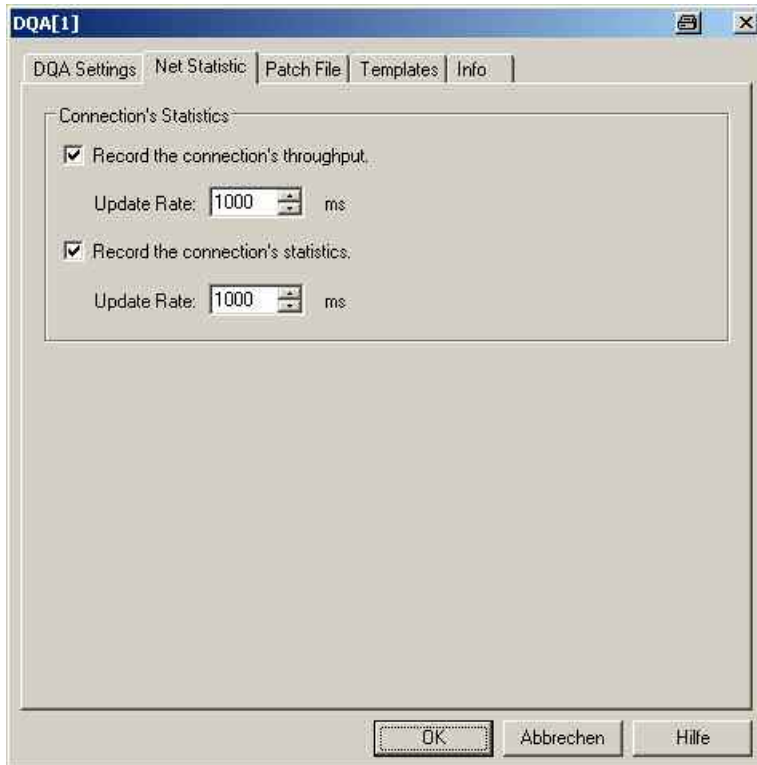 DQA[1]
DQA Settings Net Statistic Patch File Templates Info
Connection's Statistics
Record the connection's throughput.
Update Rate: 1000 ms
Record the connection's statistics.
Update Rate: 1000 ms
OK Abbrechen Hilfe